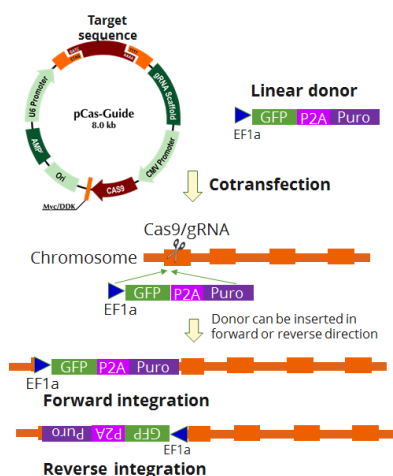 Target
sequence
U6 Promoter
gRNA Scaffold
pCas-Guide
8.0 kb
AMPr
CMV Promoter
Ori
CAS9
Myc/DDK
Linear donor
GFP P2A Puro
EF1a
Cotransfection
Cas9/gRNA
Chromosome
GFP P2A Puro
EF1a
Donor can be inserted in
forward or reverse direction
GFP P2A Puro
EF1a
Forward integration
Puro P2A GFP
EF1a
Reverse integration